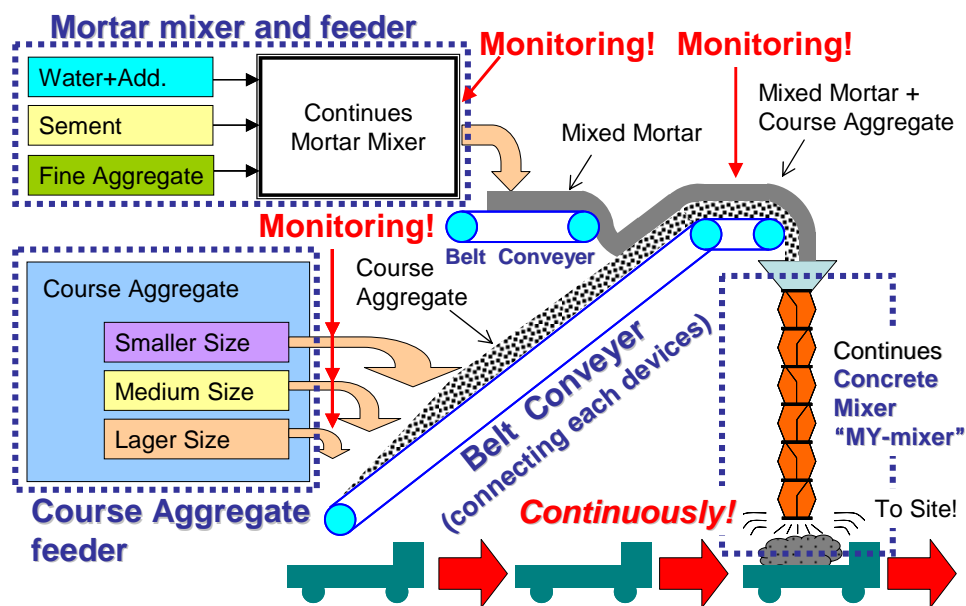 Mortar mixer and feeder
Monitoring!
Monitoring!
Water+Add.
Sement
Fine Aggregate
Continues
Mortar Mixer
Mixed Mortar
Mixed Mortar +
Course Aggregate
Monitoring!
Belt Conveyer
Course Aggregate
Smaller Size
Medium Size
Lager Size
Course
Aggregate
Belt Conveyer
(connecting each devices)
Continues
Concrete
Mixer
“MY-mixer”
Course Aggregate
feeder
Continuously!
To Site!